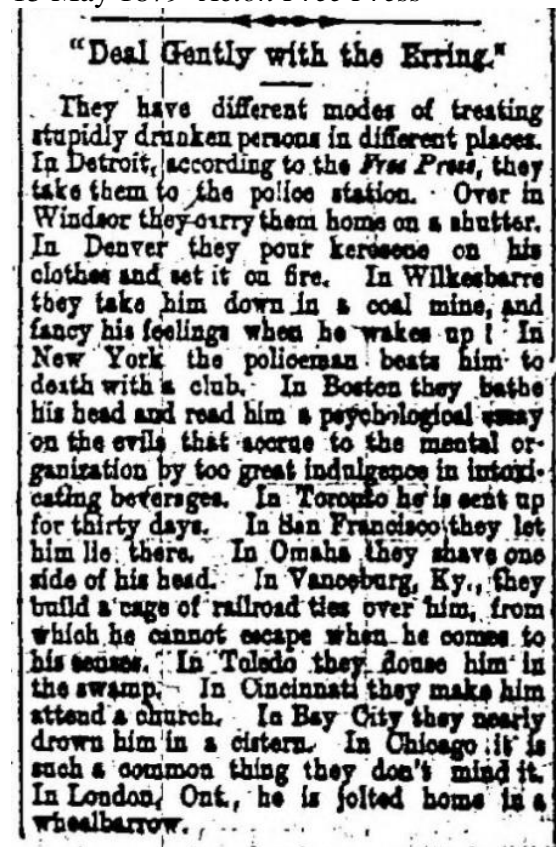 15 May 1879 Acton Free Press
"Deal Gently with the Erring."
They have different modes of treating
stupidly drunken persons in different places.
In Detroit, according to the Free Press, they
take them to the police station. Over in
Windsor they carry them home on a shutter.
In Denver they pour kerosene on his
clothes and set it on fire. In Wilkesbarre
they take him down in a coal mine, and
fancy his feelings when he wakes up! In
New York the policeman beats him to
death with a club. In Boston they bathe
his head and read him a psychological essay
on the evils that accrue to the mental or-
ganization by too great indulgence in intoxi-
cating beverages. In Toronto he is sent up
for thirty days. In San Francisco they let
him lie there. In Omaha they shave one
side of his head. In Vanceburg, Ky., they
build a cage of railroad ties over him, from
which he cannot escape when he comes to
his senses. In Toledo they douse him in
the swamp. In Cincinnati they make him
attend a church. In Bay City they nearly
drown him in a cistern. In Chicago it is
such a common thing they don't mind it.
In London, Ont., he is jolted home in a
wheelbarrow.